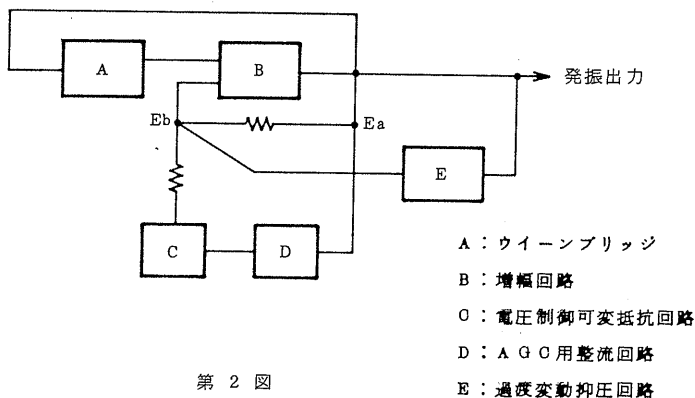 A
B
発振出力
Eb
Ea
E
C
D
A：ウイーンブリッジ
B：増幅回路
C：電圧制御可変抵抗回路
D：AGC用整流回路
E：過渡変動抑圧回路
第2図